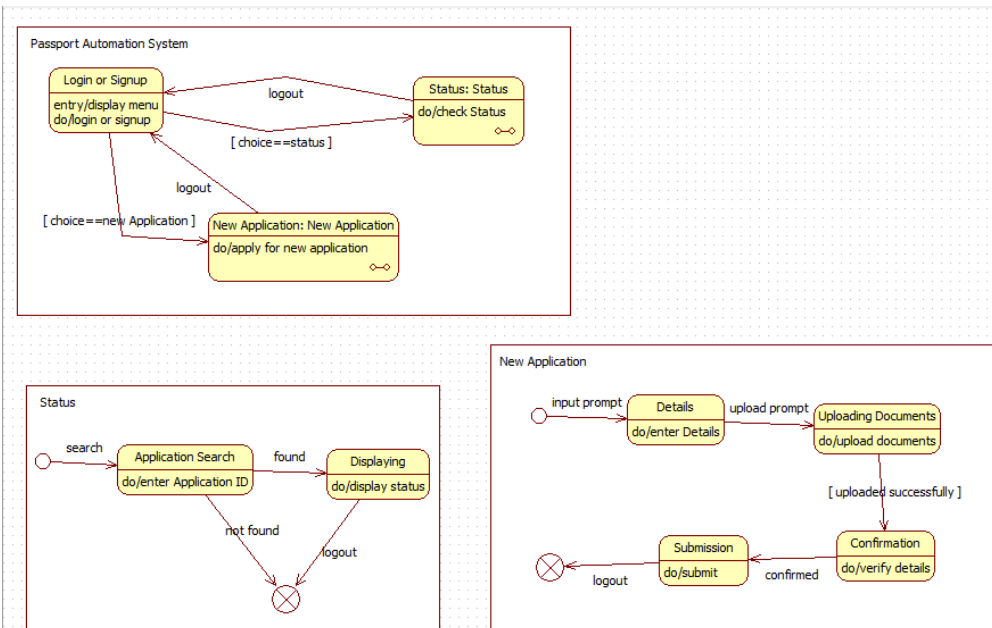 Passport Automation System
Login or Signup
entry/display menu
do/login or signup
logout
Status: Status
do/check Status
[ choice==status ]
logout
[ choice==new Application ]
New Application: New Application
do/apply for new application
Status
search
Application Search
do/enter Application ID
found
Displaying
do/display status
not found
logout
New Application
input prompt
Details
do/enter Details
upload prompt
Uploading Documents
do/upload documents
[ uploaded successfully ]
Confirmation
do/verify details
confirmed
Submission
do/submit
logout